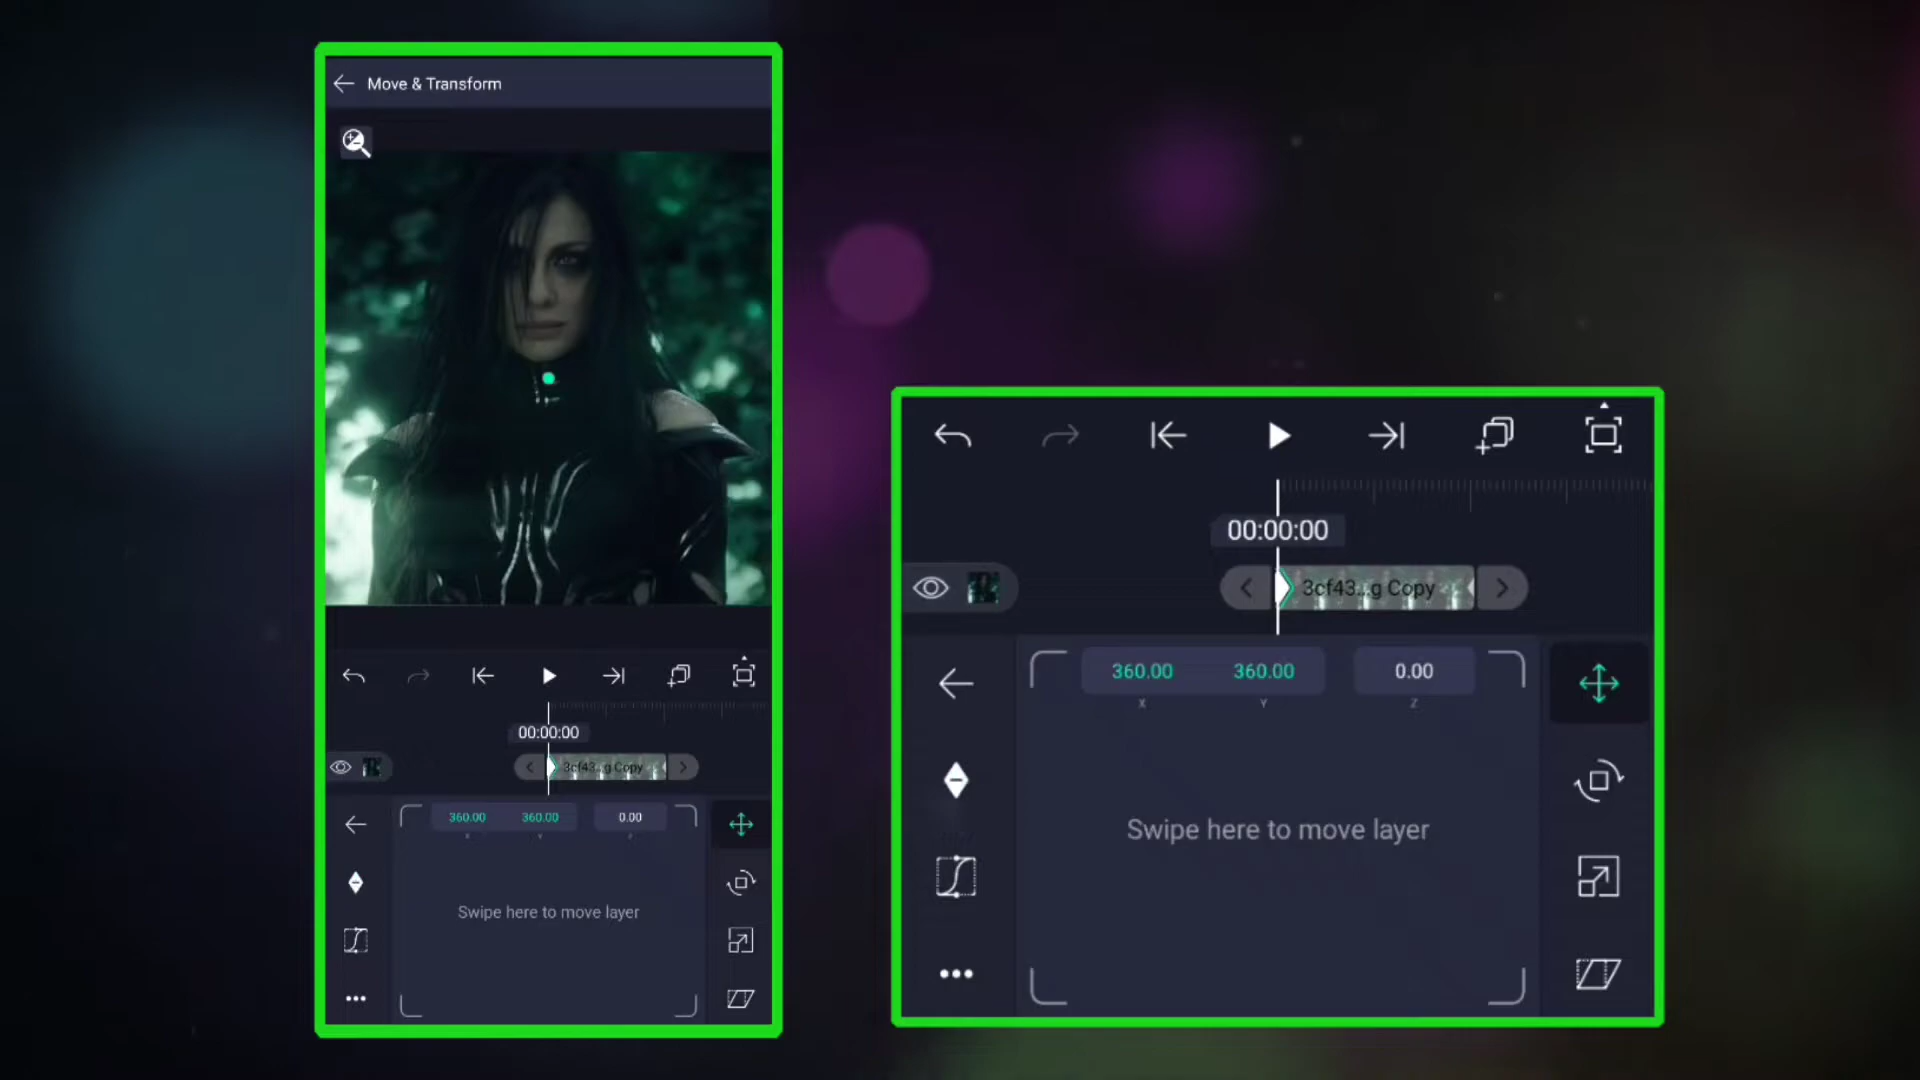 Move & Transform
00:00:00
3cf43...g Copy
360.00 360.00 0.00
X Y Z
Swipe here to move layer
00:00:00
3cf43...g Copy
360.00 360.00 0.00
X Y Z
Swipe here to move layer